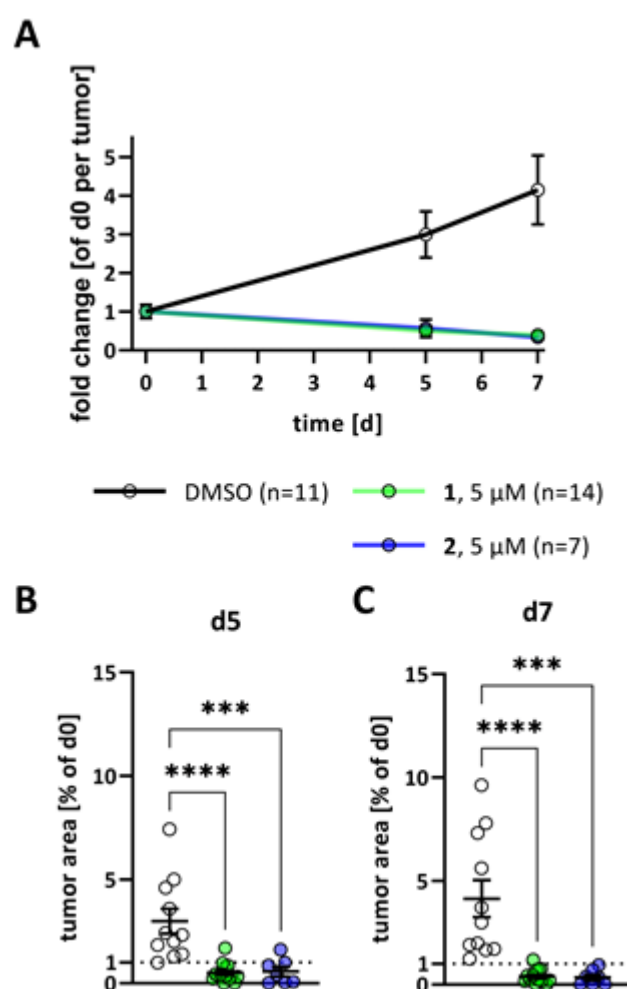 A
fold change [of d0 per tumor]
5
4
3
2
1
0
0 1 2 3 4 5 6 7
time [d]
DMSO (n=11) 1, 5 µM (n=14)
2, 5 µM (n=7)
B
d5
tumor area [% of d0]
15
10
5
1
0
***
****
C
d7
tumor area [% of d0]
15
10
5
1
0
***
****